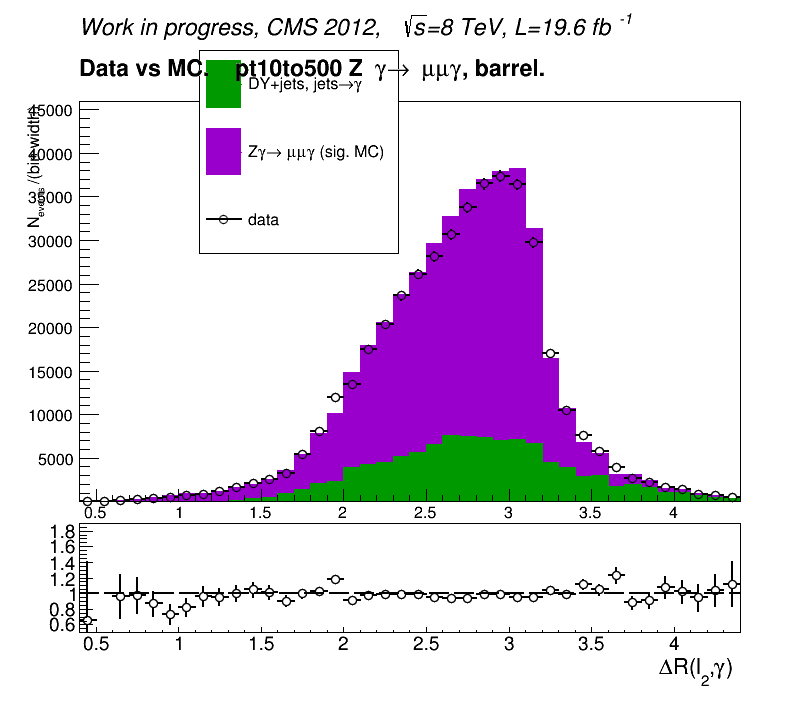 Work in progress, CMS 2012, √s=8 TeV, L=19.6 fb -1
Data vs MC. pt10to500 Z γ→ μμγ, barrel.
DY+jets, jets→γ
Zγ→ μμγ (sig. MC)
data
N events /(bin width)
45000
40000
35000
30000
25000
20000
15000
10000
5000
0.5 1 1.5 2 2.5 3 3.5 4
1.8
1.6
1.4
1.2
1
0.8
0.6
0.5 1 1.5 2 2.5 3 3.5 4
ΔR(l2,γ)